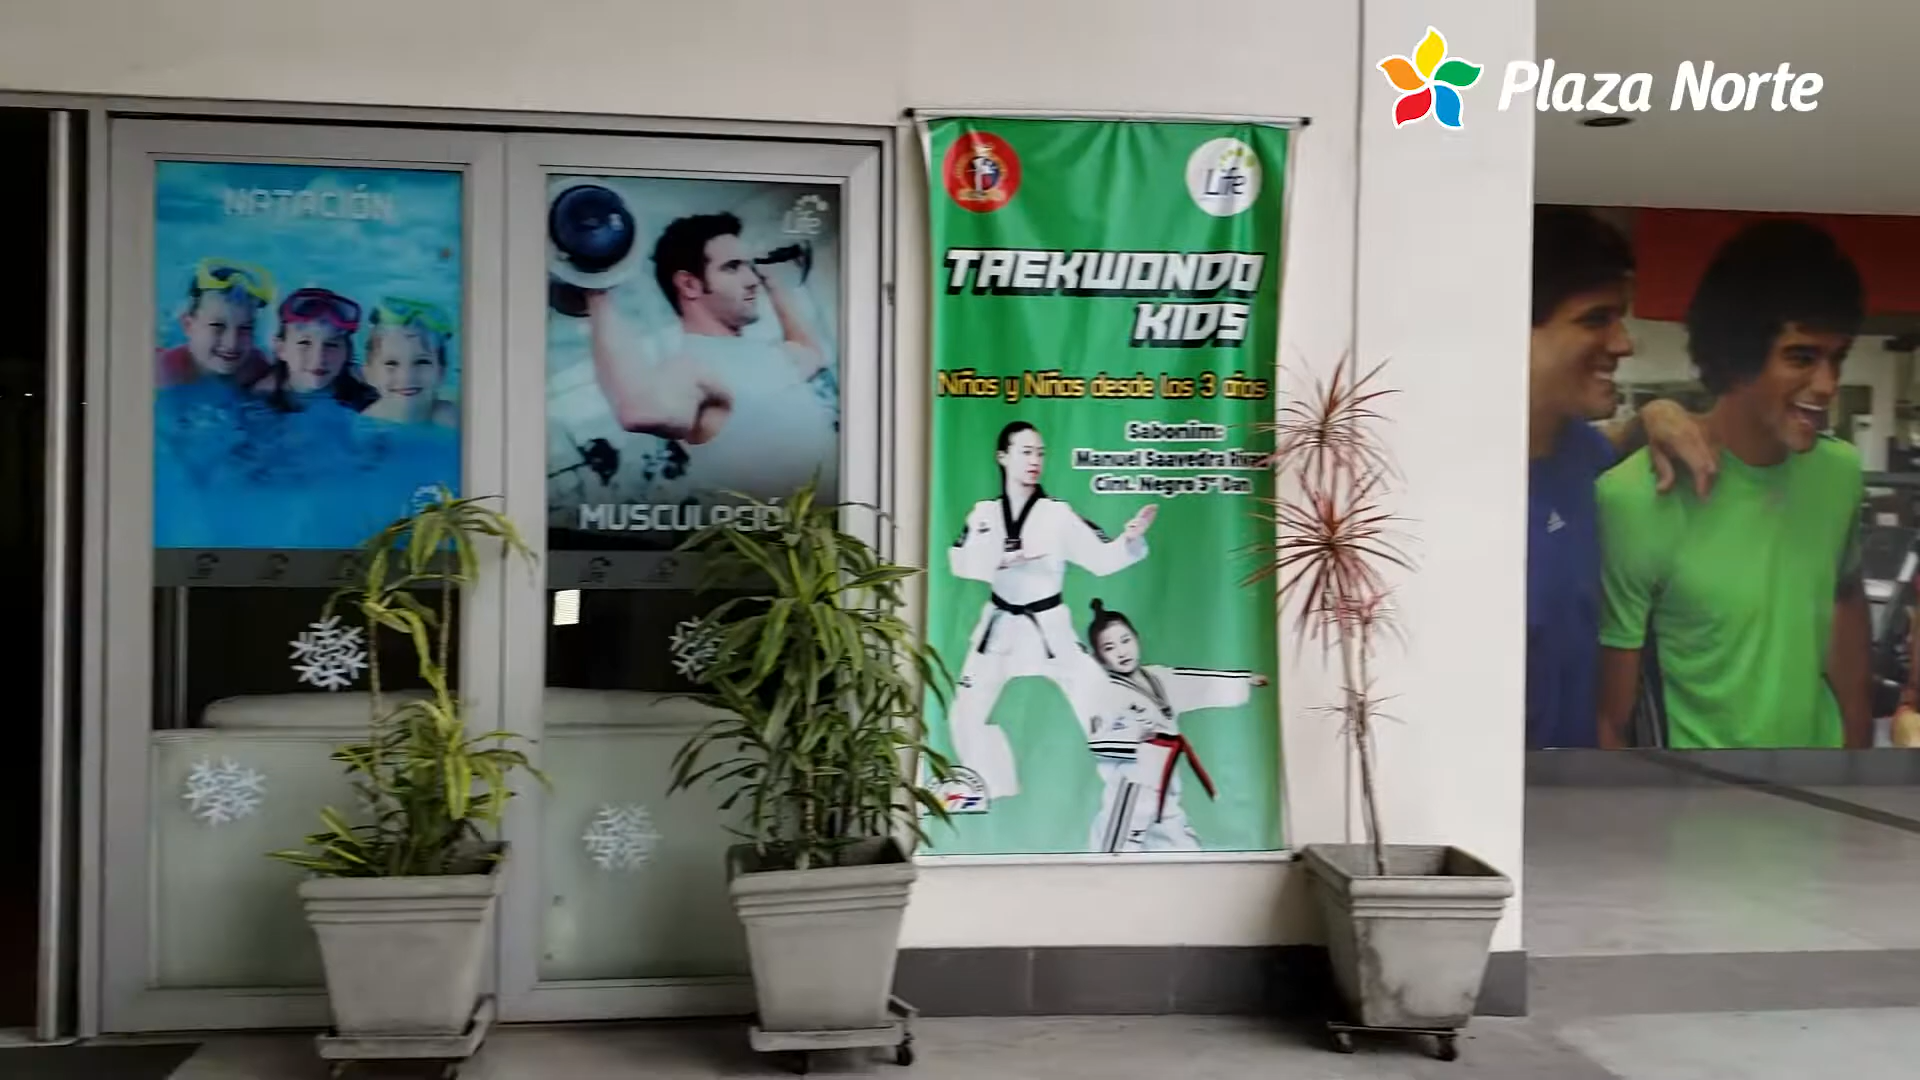 Plaza Norte
NATACIÓN
Life
MUSCULACIÓ
Life
TAEKWONDO
KIDS
Niños y Niñas desde los 3 años
Sabonim:
Manuel Saavedra
Cint. Negro 3° Dan